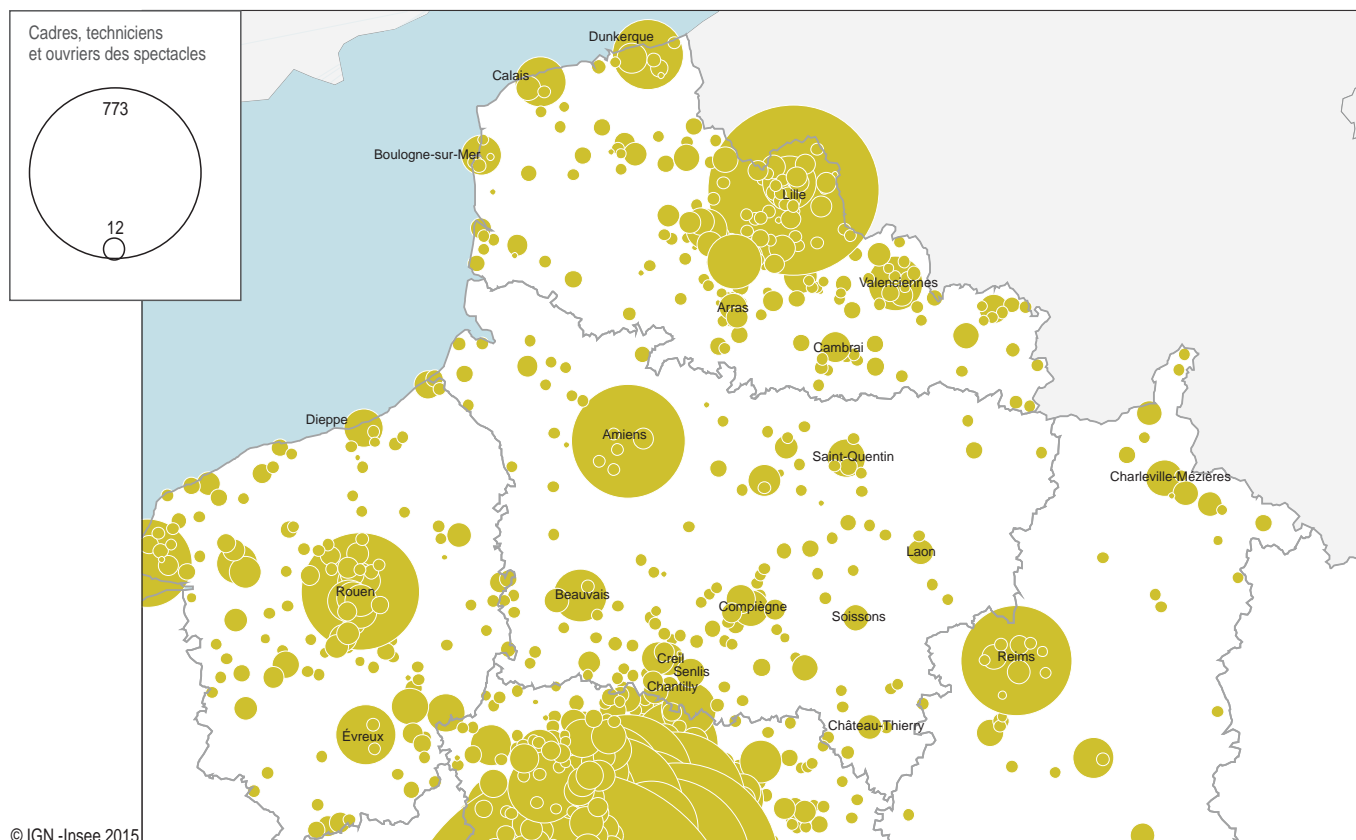 Cadres, techniciens
et ouvriers des spectacles
773
12
Dunkerque
Calais
Boulogne-sur-Mer
Lille
Valenciennes
Arras
Cambrai
Dieppe
Amiens
Saint-Quentin
Charleville-Mézières
Laon
Rouen
Beauvais
Compiègne
Soissons
Creil
Reims
Senlis
Chantilly
Château-Thierry
Évreux
© IGN -Insee 2015